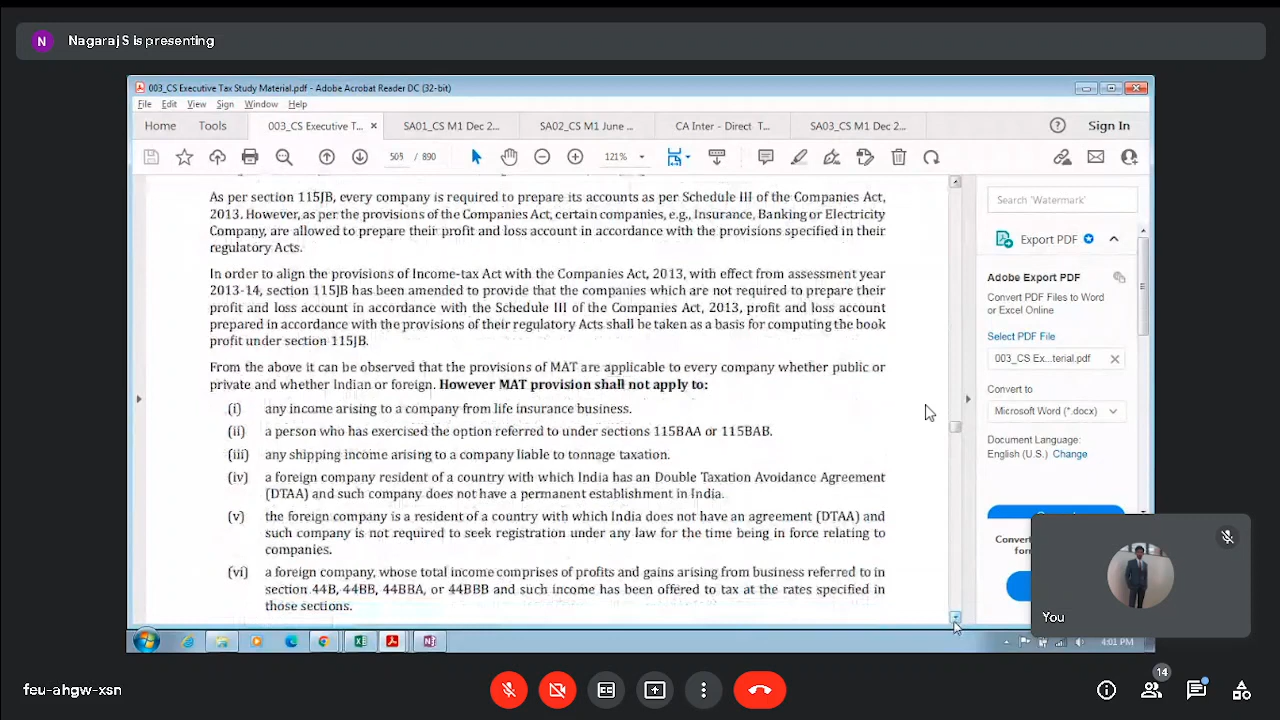 N NagarajS is presenting
003_CS Executive Tax Study Material.pdf - Adobe Acrobat Reader DC (32-bit)
File Edit View Sign Window Help
Home Tools 003_CS Executive T... × SA01_CS M1 Dec 2... SA02_CS M1 June ... CA Inter - Direct T... SA03_CS M1 Dec 2... Sign In
505 / 890 121%
As per section 115JB, every company is required to prepare its accounts as per Schedule III of the Companies Act,
2013. However, as per the provisions of the Companies Act, certain companies, e.g., Insurance, Banking or Electricity
Company, are allowed to prepare their profit and loss account in accordance with the provisions specified in their
regulatory Acts.
In order to align the provisions of Income-tax Act with the Companies Act, 2013, with effect from assessment year
2013-14, section 115JB has been amended to provide that the companies which are not required to prepare their
profit and loss account in accordance with the Schedule III of the Companies Act, 2013, profit and loss account
prepared in accordance with the provisions of their regulatory Acts shall be taken as a basis for computing the book
profit under section 115JB.
From the above it can be observed that the provisions of MAT are applicable to every company whether public or
private and whether Indian or foreign. However MAT provision shall not apply to:
(i) any income arising to a company from life insurance business.
(ii) a person who has exercised the option referred to under sections 115BAA or 115BAB.
(iii) any shipping income arising to a company liable to tonnage taxation.
(iv) a foreign company resident of a country with which India has an Double Taxation Avoidance Agreement
(DTAA) and such company does not have a permanent establishment in India.
(v) the foreign company is a resident of a country with which India does not have an agreement (DTAA) and
such company is not required to seek registration under any law for the time being in force relating to
companies.
(vi) a foreign company, whose total income comprises of profits and gains arising from business referred to in
section 44B, 44BB, 44BBA, or 44BBB and such income has been offered to tax at the rates specified in
those sections.
Search 'Watermark'
Export PDF
Adobe Export PDF
Convert PDF Files to Word
or Excel Online
Select PDF File
003_CS Ex...terial.pdf
Convert to
Microsoft Word (*.docx)
Document Language:
English (U.S.) Change
You
4:01 PM
feu-ahgw-xsn
14